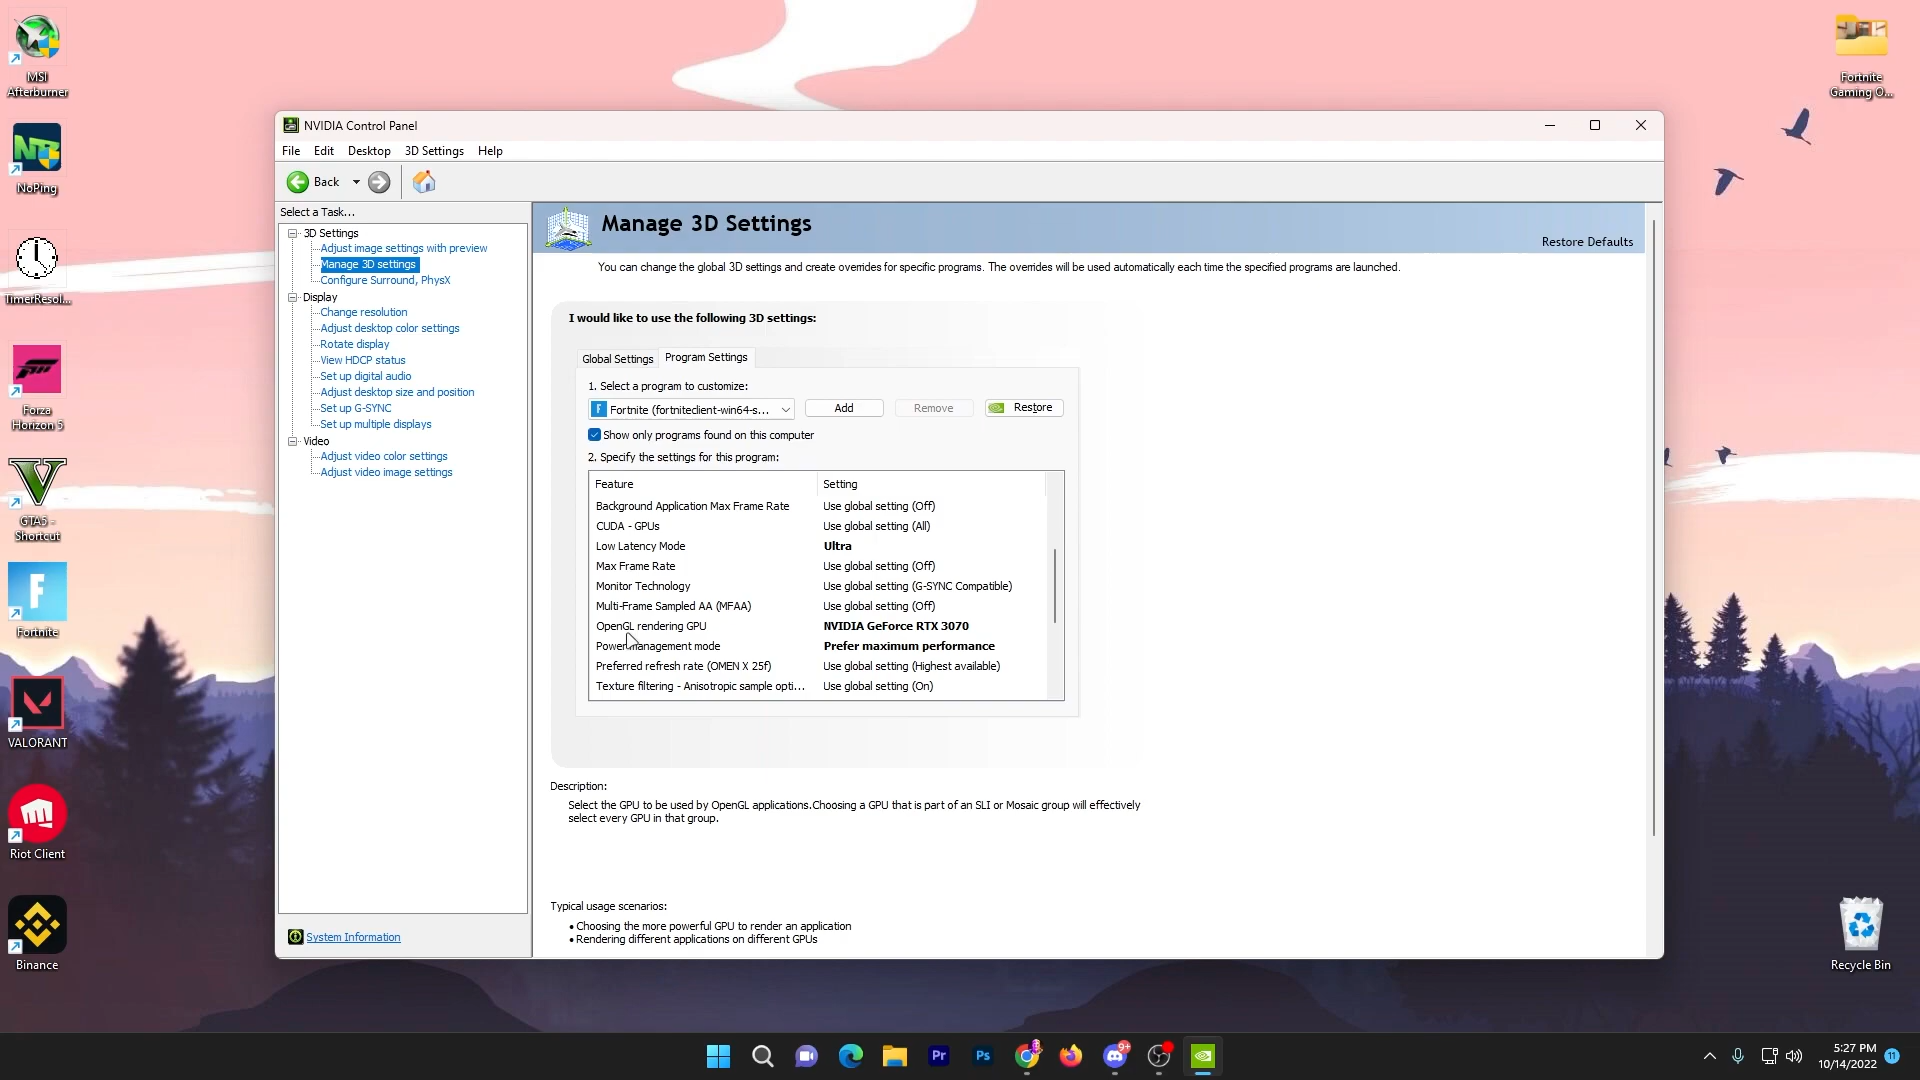 MSI
Afterburner
NoPing
TimerResol...
Forza
Horizon 5
GTA5 -
Shortcut
Fortnite
VALORANT
Riot Client
Binance
Fortnite
Gaming O...
Recycle Bin
NVIDIA Control Panel
File Edit Desktop 3D Settings Help
Back
Select a Task...
3D Settings
Adjust image settings with preview
Manage 3D settings
Configure Surround, PhysX
Display
Change resolution
Adjust desktop color settings
Rotate display
View HDCP status
Set up digital audio
Adjust desktop size and position
Set up G-SYNC
Set up multiple displays
Video
Adjust video color settings
Adjust video image settings
System Information
Manage 3D Settings
Restore Defaults
You can change the global 3D settings and create overrides for specific programs. The overrides will be used automatically each time the specified programs are launched.
I would like to use the following 3D settings:
Global Settings Program Settings
1. Select a program to customize:
Fortnite (fortniteclient-win64-s... Add Remove Restore
Show only programs found on this computer
2. Specify the settings for this program:
Feature Setting
Background Application Max Frame Rate Use global setting (Off)
CUDA - GPUs Use global setting (All)
Low Latency Mode Ultra
Max Frame Rate Use global setting (Off)
Monitor Technology Use global setting (G-SYNC Compatible)
Multi-Frame Sampled AA (MFAA) Use global setting (Off)
OpenGL rendering GPU NVIDIA GeForce RTX 3070
Power management mode Prefer maximum performance
Preferred refresh rate (OMEN X 25f) Use global setting (Highest available)
Texture filtering - Anisotropic sample opti... Use global setting (On)
Description:
Select the GPU to be used by OpenGL applications.Choosing a GPU that is part of an SLI or Mosaic group will effectively
select every GPU in that group.
Typical usage scenarios:
• Choosing the more powerful GPU to render an application
• Rendering different applications on different GPUs
Pr
Ps
9+
5:27 PM
10/14/2022
11